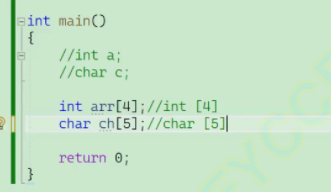 int main()
{
//int a;
//char c;
int arr[4];//int [4]
char ch[5];//char [5]
return 0;
}